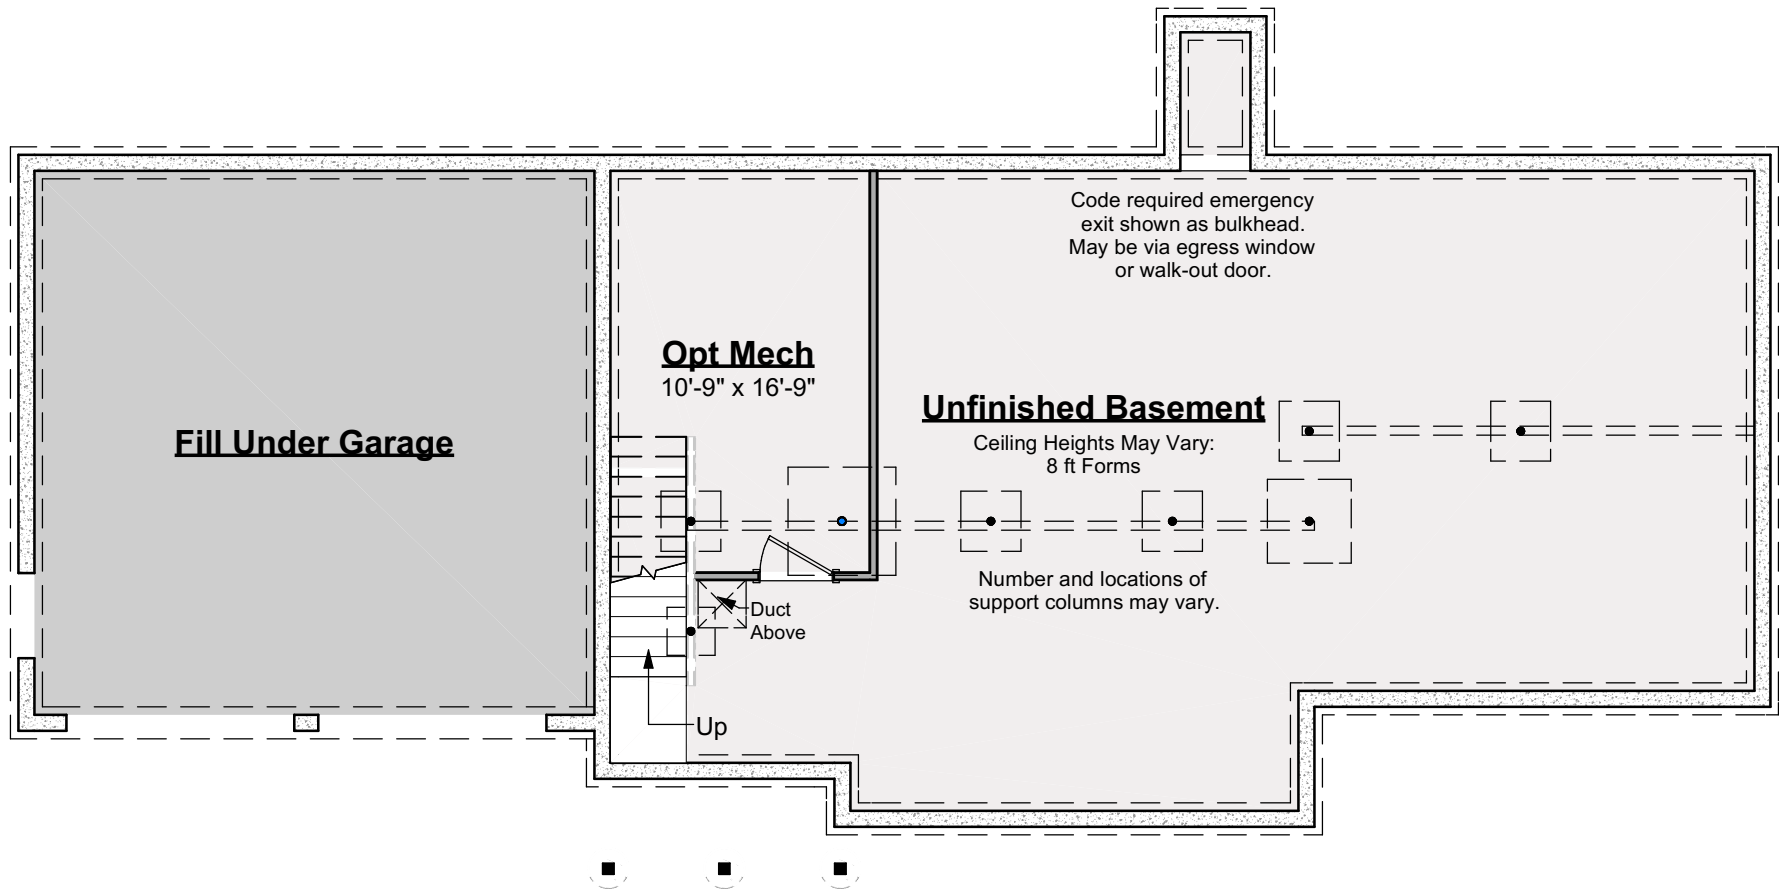 Code required emergency
exit shown as bulkhead.
May be via egress window
or walk-out door.
Opt Mech
10'-9" x 16'-9"
Unfinished Basement
Ceiling Heights May Vary:
8 ft Forms
Fill Under Garage
Number and locations of
support columns may vary.
Duct
Above
Up